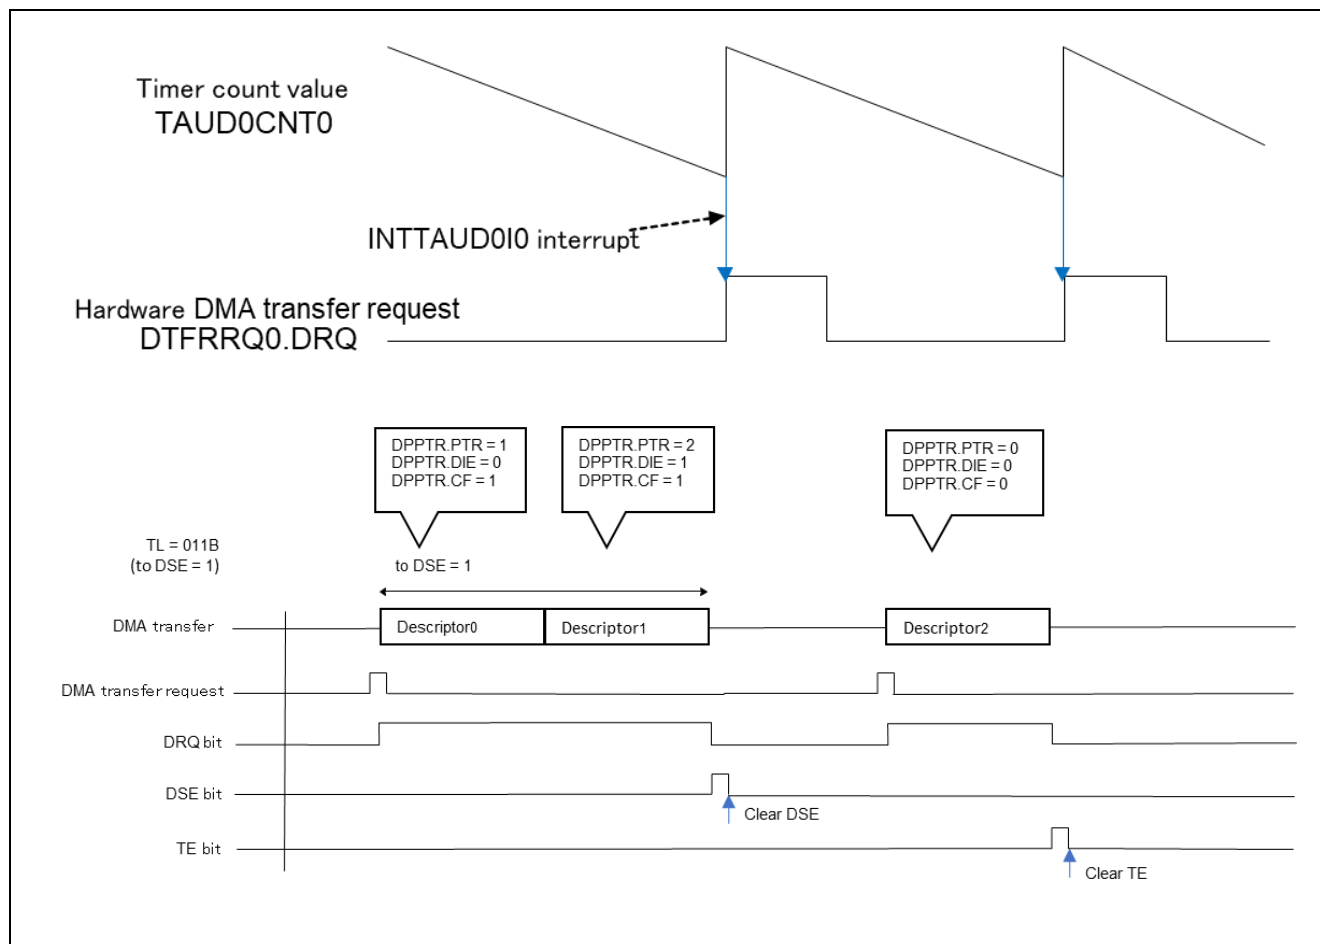 Timer count value
TAUD0CNT0
INTTAUD0I0 interrupt
Hardware DMA transfer request
DTFRRQ0.DRQ
DPPTR.PTR = 1
DPPTR.DIE = 0
DPPTR.CF = 1
DPPTR.PTR = 2
DPPTR.DIE = 1
DPPTR.CF = 1
DPPTR.PTR = 0
DPPTR.DIE = 0
DPPTR.CF = 0
TL = 011B
(to DSE = 1)
to DSE = 1
DMA transfer
Descriptor0
Descriptor1
Descriptor2
DMA transfer request
DRQ bit
DSE bit
Clear DSE
TE bit
Clear TE